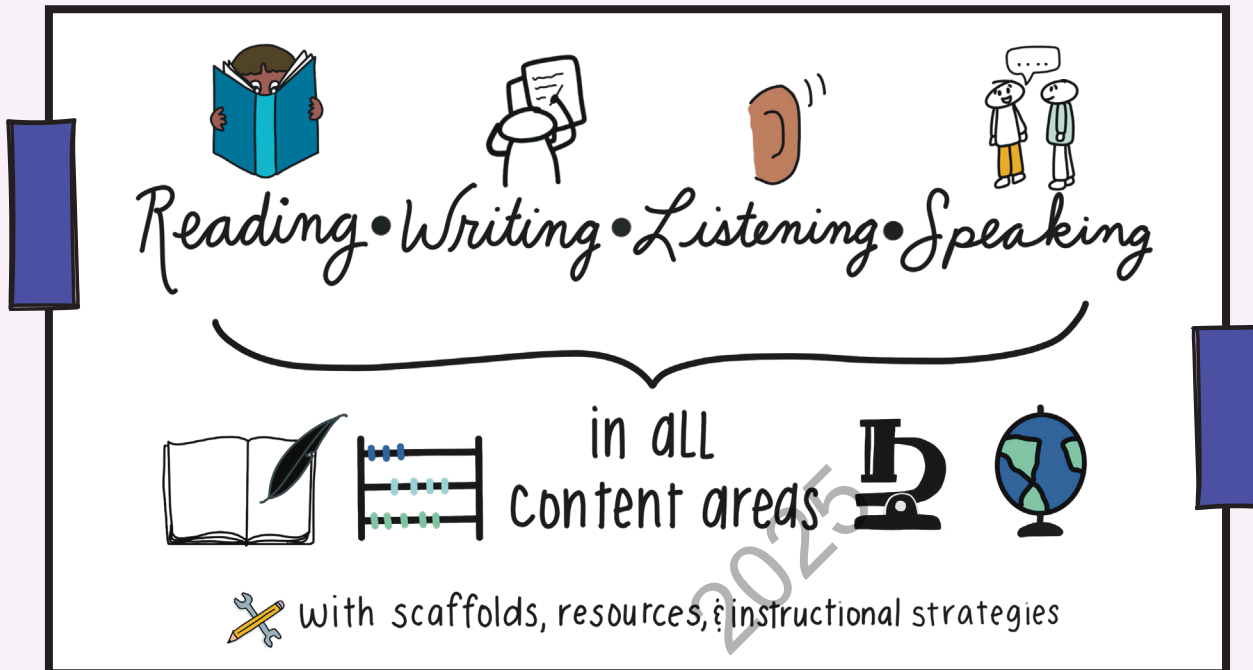 Reading • Writing • Listening • Speaking
in all
content areas
with scaffolds, resources, & instructional strategies
2025